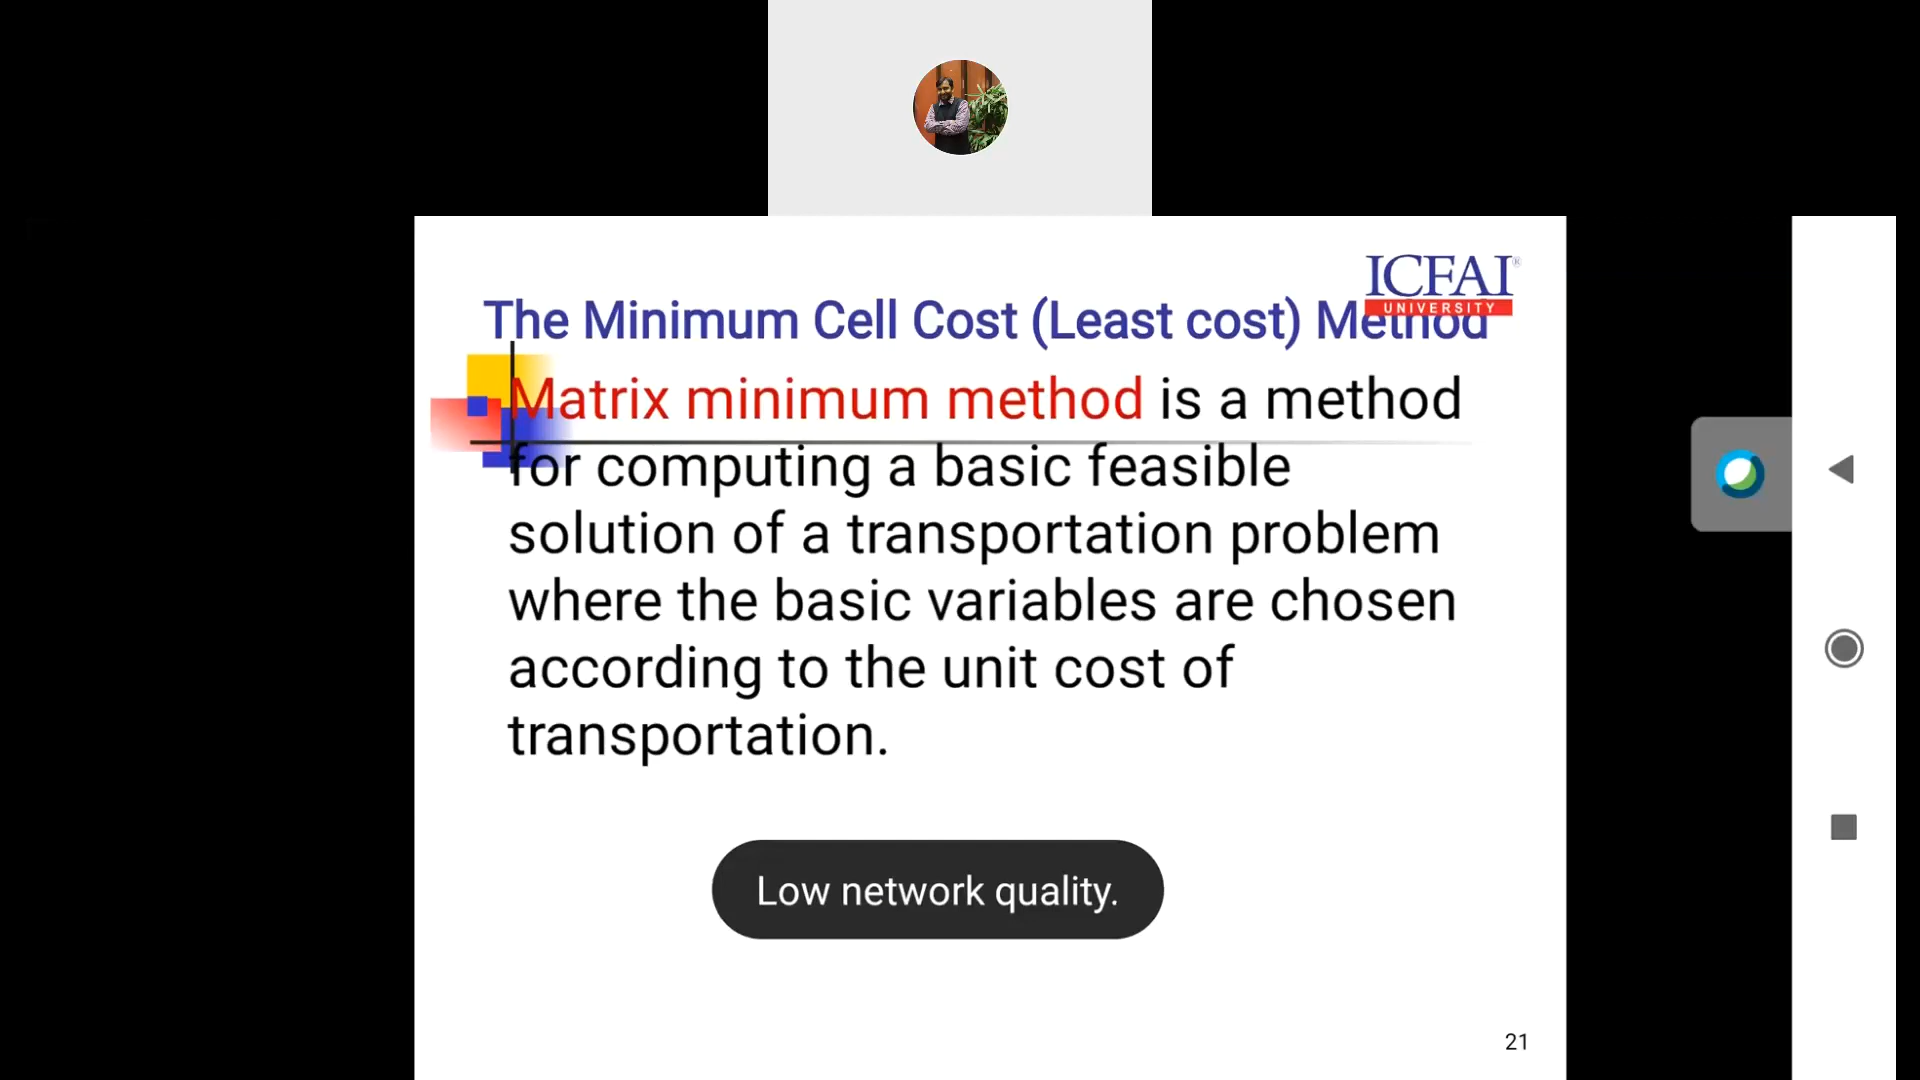 ICFAI®
UNIVERSITY
The Minimum Cell Cost (Least cost) Method
Matrix minimum method is a method
for computing a basic feasible
solution of a transportation problem
where the basic variables are chosen
according to the unit cost of
transportation.
Low network quality.
21